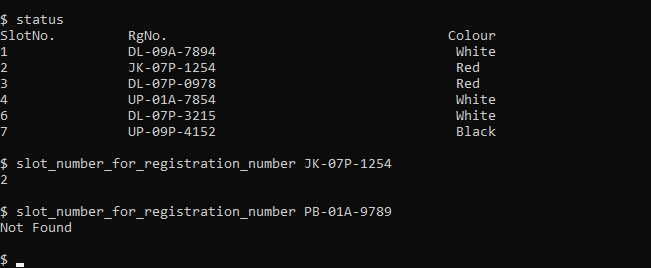 $ status
SlotNo. RgNo. Colour
1 DL-09A-7894 White
2 JK-07P-1254 Red
3 DL-07P-0978 Red
4 UP-01A-7854 White
6 DL-07P-3215 White
7 UP-09P-4152 Black
$ slot_number_for_registration_number JK-07P-1254
2
$ slot_number_for_registration_number PB-01A-9789
Not Found
$